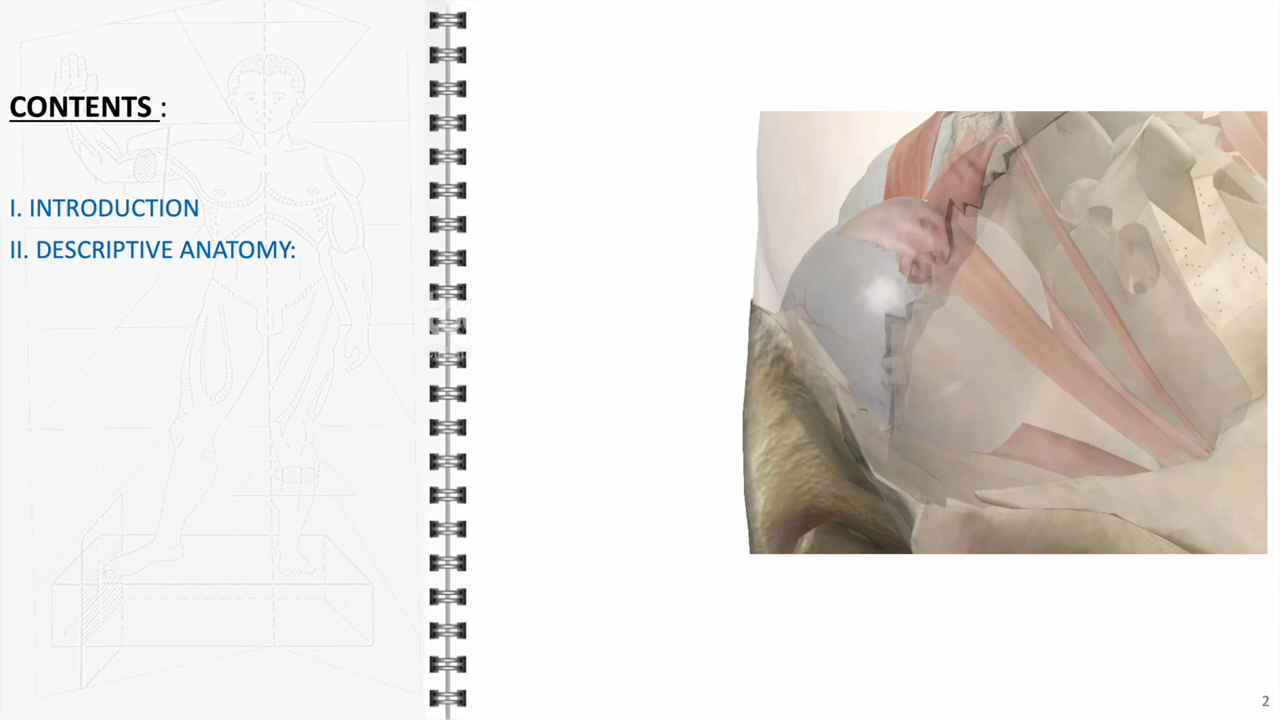 CONTENTS :
I. INTRODUCTION
II. DESCRIPTIVE ANATOMY:
2